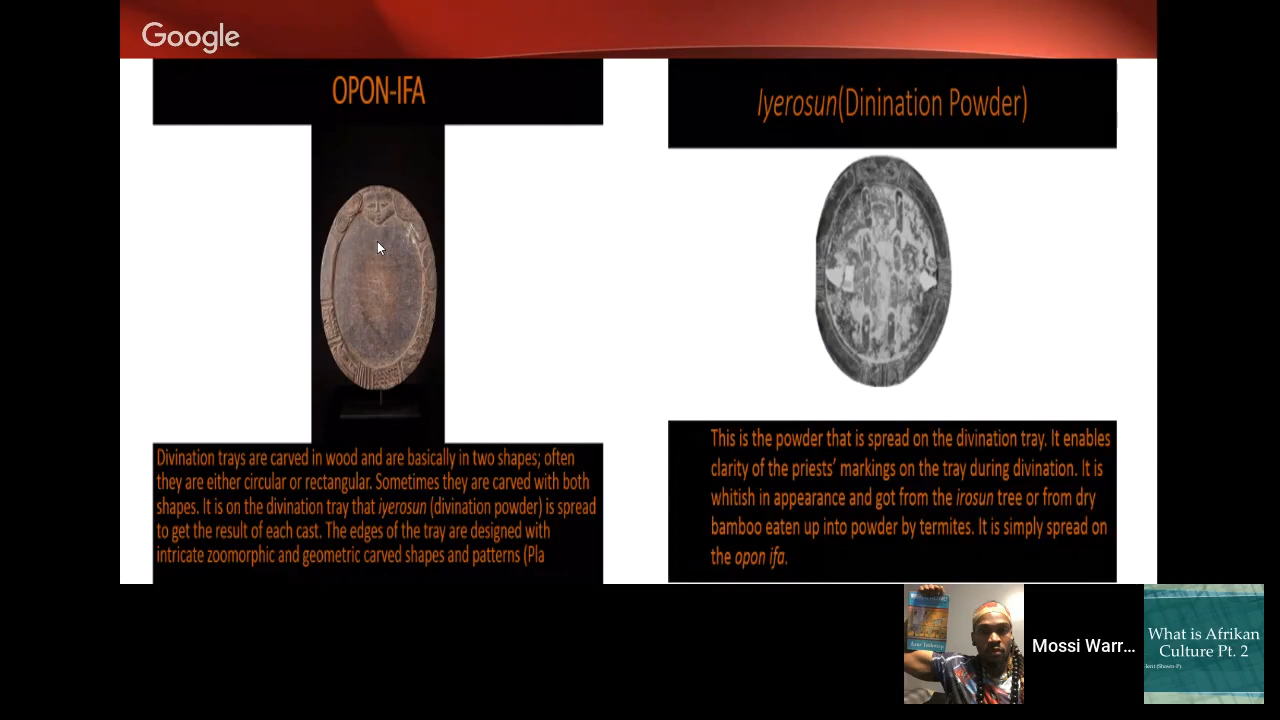 Google
OPON-IFA
Divination trays are carved in wood and are basically in two shapes; often
they are either circular or rectangular. Sometimes they are carved with both
shapes. It is on the divination tray that iyerosun (divination powder) is spread
to get the result of each cast. The edges of the tray are designed with
intricate zoomorphic and geometric carved shapes and patterns (Pla
Iyerosun(Dinination Powder)
This is the powder that is spread on the divination tray. It enables
clarity of the priests' markings on the tray during divination. It is
whitish in appearance and got from the irosun tree or from dry
bamboo eaten up into powder by termites. It is simply spread on
the opon ifa.
Mossi Warr...
What is Afrikan
Culture Pt. 2